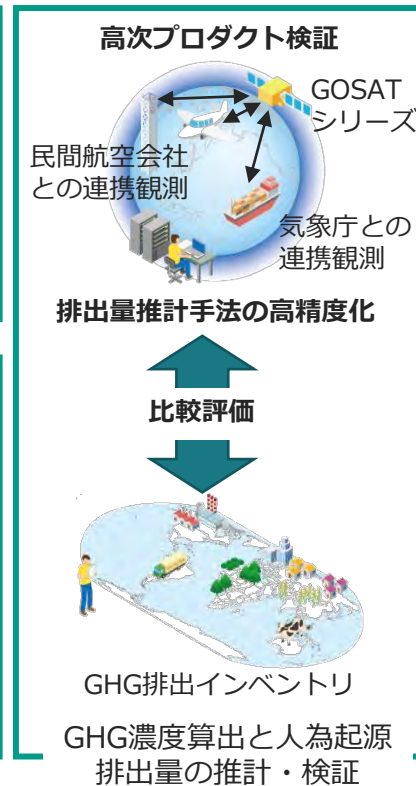 高次プロダクト検証
GOSAT
シリーズ
民間航空会社
との連携観測
気象庁との
連携観測
排出量推計手法の高精度化
比較評価
GHG排出インベントリ
GHG濃度算出と人為起源
排出量の推計・検証